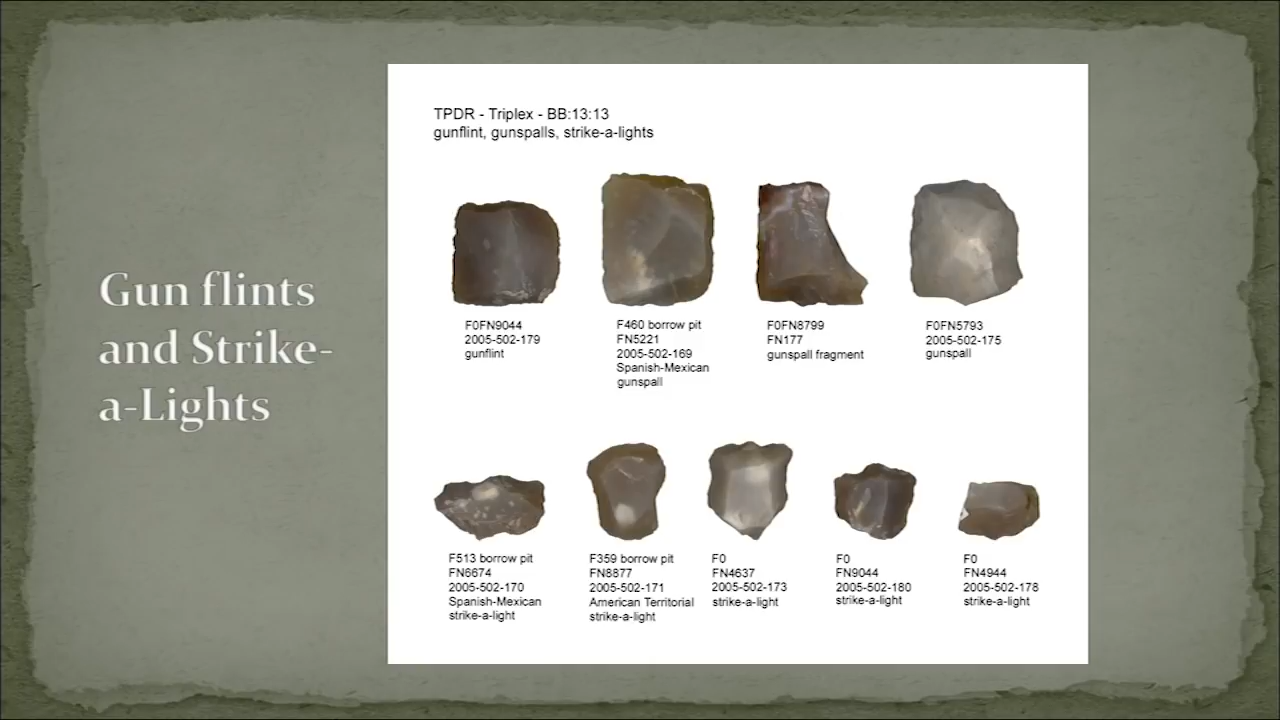 Gun flints
and Strike-
a-Lights
TPDR - Triplex - BB:13:13
gunflint, gunspalls, strike-a-lights
F0FN9044
2005-502-179
gunflint
F460 borrow pit
FN5221
2005-502-169
Spanish-Mexican
gunspall
F0FN8799
FN177
gunspall fragment
F0FN5793
2005-502-175
gunspall
F513 borrow pit
FN6674
2005-502-170
Spanish-Mexican
strike-a-light
F359 borrow pit
FN8877
2005-502-171
American Territorial
strike-a-light
F0
FN4637
2005-502-173
strike-a-light
F0
FN9044
2005-502-180
strike-a-light
F0
FN4944
2005-502-178
strike-a-light